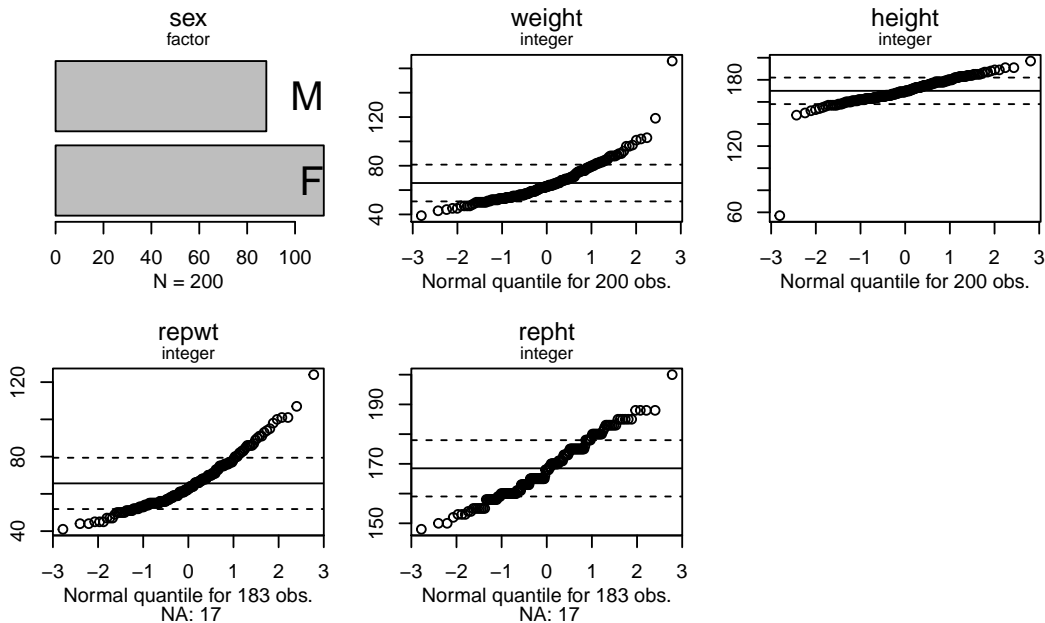 sex
factor
M
F
0 20 40 60 80 100
N = 200
weight
integer
120
80
40
−3 −2 −1 0 1 2 3
Normal quantile for 200 obs.
height
integer
180
120
60
−3 −2 −1 0 1 2 3
Normal quantile for 200 obs.
repwt
integer
120
80
40
−3 −2 −1 0 1 2 3
Normal quantile for 183 obs.
NA: 17
repht
integer
190
170
150
−3 −2 −1 0 1 2 3
Normal quantile for 183 obs.
NA: 17